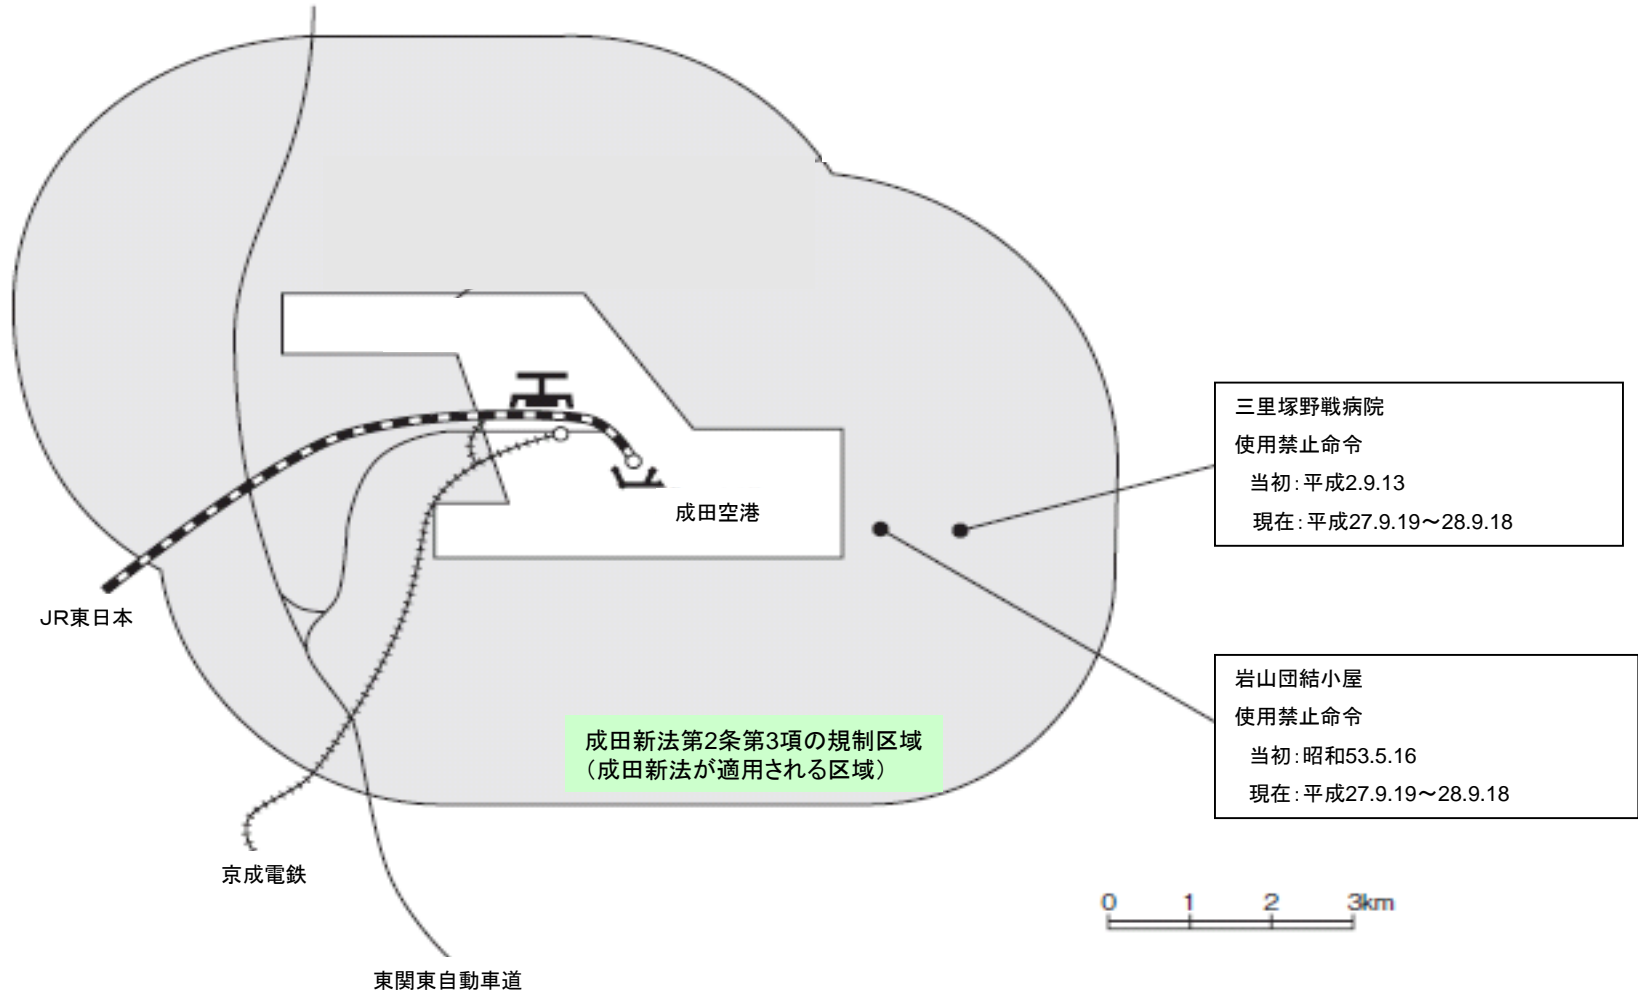 三里塚野戦病院
使用禁止命令
当初：平成2.9.13
現在：平成27.9.19～28.9.18
成田空港
JR東日本
岩山団結小屋
使用禁止命令
当初：昭和53.5.16
現在：平成27.9.19～28.9.18
成田新法第2条第3項の規制区域
（成田新法が適用される区域）
京成電鉄
0 1 2 3km
東関東自動車道